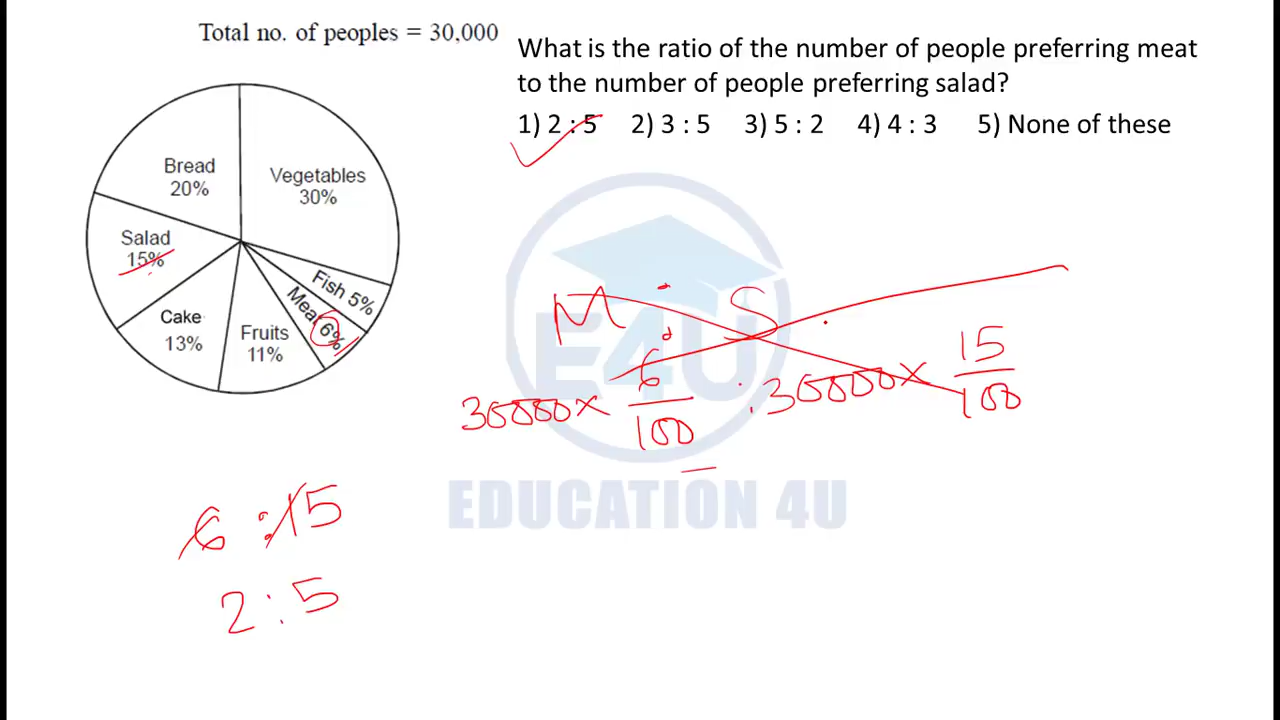 Total no. of peoples = 30,000
What is the ratio of the number of people preferring meat
to the number of people preferring salad?
1) 2 : 5 2) 3 : 5 3) 5 : 2 4) 4 : 3 5) None of these
Bread
20%
Vegetables
30%
Salad
15%
Fish 5%
Meat 6%
Cake
13%
Fruits
11%
M : S
30000 × 6/100 : 30000 × 15/100
6 : 15
2 : 5
E4U
EDUCATION 4U